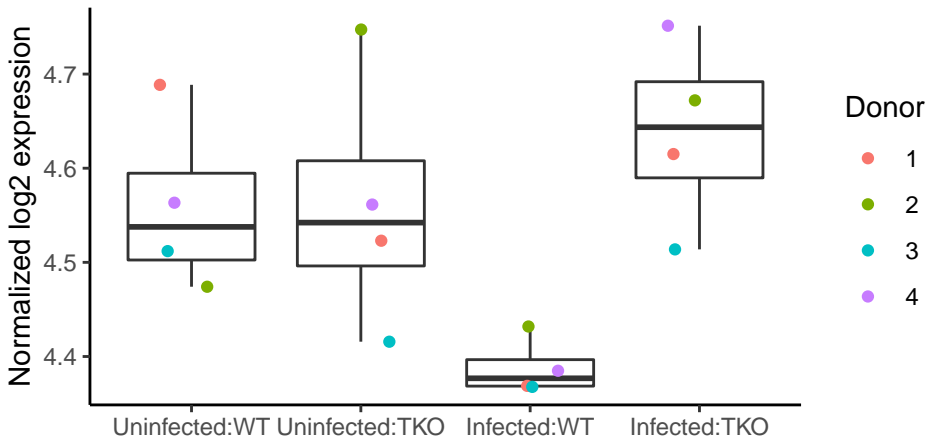 Normalized log2 expression
4.7
4.6
4.5
4.4
Uninfected:WT Uninfected:TKO Infected:WT Infected:TKO
Donor
1
2
3
4